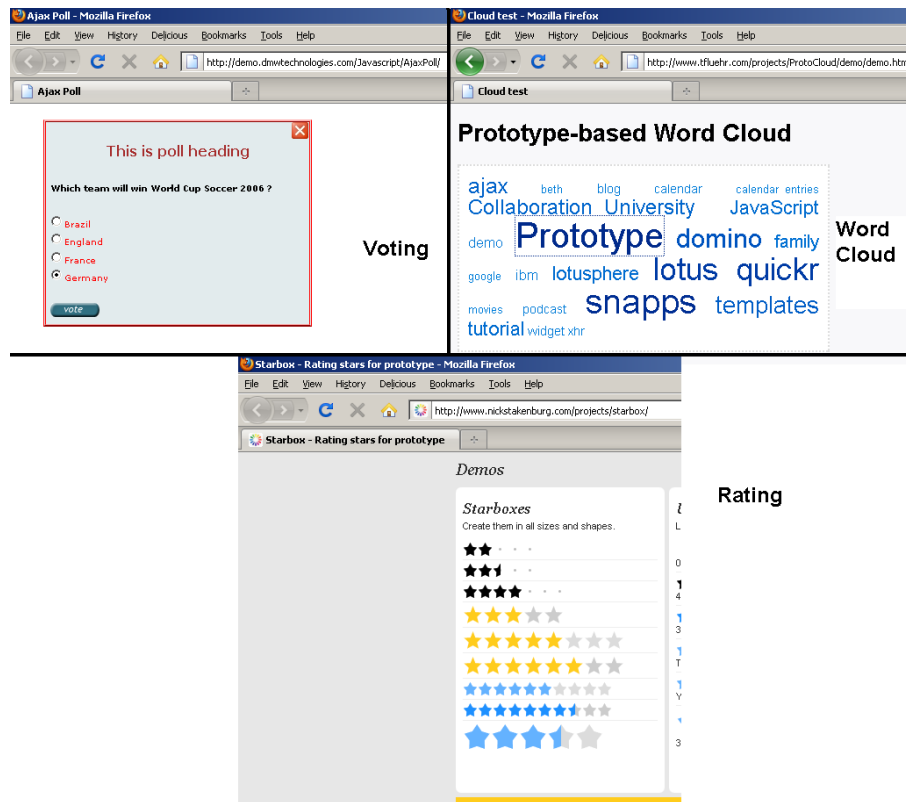 Ajax Poll - Mozilla Firefox
File Edit View History Delicious Bookmarks Tools Help
http://demo.dmwtechnologies.com/Javascript/AjaxPoll/
Ajax Poll
This is poll heading
Which team will win World Cup Soccer 2006 ?
Brazil
England
France
Germany
vote
Voting
Cloud test - Mozilla Firefox
File Edit View History Delicious Bookmarks Tools Help
http://www.tfluehr.com/projects/ProtoCloud/demo/demo.htm
Cloud test
Prototype-based Word Cloud
ajax beth blog calendar calendar entries
Collaboration University JavaScript
demo Prototype domino family
google ibm lotusphere lotus quickr
movies podcast snapps templates
tutorial widget xhr
Word
Cloud
Starbox - Rating stars for prototype - Mozilla Firefox
File Edit View History Delicious Bookmarks Tools Help
http://www.nickstakenburg.com/projects/starbox/
Starbox - Rating stars for prototype
Demos
Starboxes
Create them in all sizes and shapes.
L
0
4
3
T
Y
3
Rating